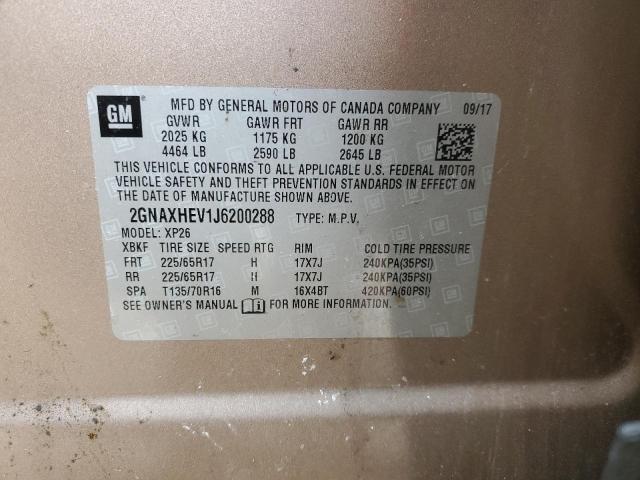 GM
MFD BY GENERAL MOTORS OF CANADA COMPANY 09/17
GVWR GAWR FRT GAWR RR
2025 KG 1175 KG 1200 KG
4464 LB 2590 LB 2645 LB
THIS VEHICLE CONFORMS TO ALL APPLICABLE U.S. FEDERAL MOTOR
VEHICLE SAFETY AND THEFT PREVENTION STANDARDS IN EFFECT ON
THE DATE OF MANUFACTURE SHOWN ABOVE.
2GNAXHEV1J6200288 TYPE: M.P.V.
MODEL: XP26
XBKF TIRE SIZE SPEED RTG RIM COLD TIRE PRESSURE
FRT 225/65R17 H 17X7J 240KPA(35PSI)
RR 225/65R17 H 17X7J 240KPA(35PSI)
SPA T135/70R16 M 16X4BT 420KPA(60PSI)
SEE OWNER'S MANUAL FOR MORE INFORMATION.